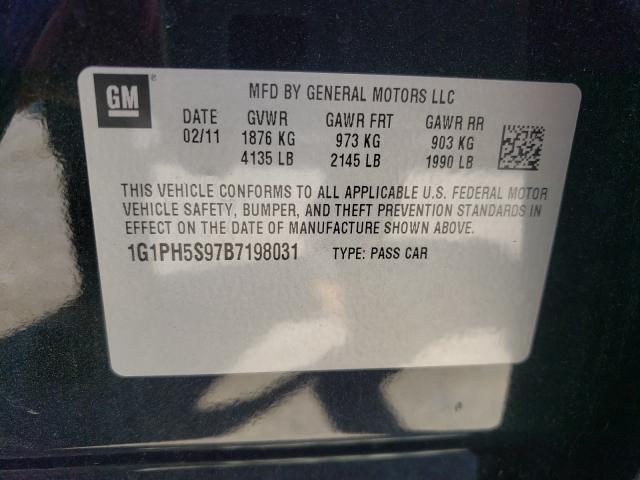 GM ®
MFD BY GENERAL MOTORS LLC
DATE GVWR GAWR FRT GAWR RR
02/11 1876 KG 973 KG 903 KG
4135 LB 2145 LB 1990 LB
THIS VEHICLE CONFORMS TO ALL APPLICABLE U.S. FEDERAL MOTOR
VEHICLE SAFETY, BUMPER, AND THEFT PREVENTION STANDARDS IN
EFFECT ON THE DATE OF MANUFACTURE SHOWN ABOVE.
1G1PH5S97B7198031 TYPE: PASS CAR